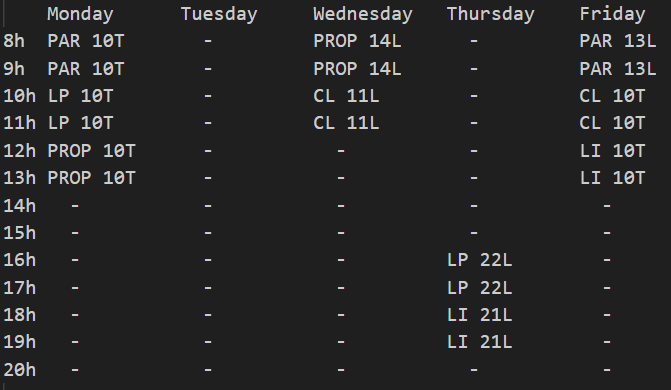 Monday Tuesday Wednesday Thursday Friday
8h PAR 10T - PROP 14L - PAR 13L
9h PAR 10T - PROP 14L - PAR 13L
10h LP 10T - CL 11L - CL 10T
11h LP 10T - CL 11L - CL 10T
12h PROP 10T - - - LI 10T
13h PROP 10T - - - LI 10T
14h - - - - -
15h - - - - -
16h - - - LP 22L -
17h - - - LP 22L -
18h - - - LI 21L -
19h - - - LI 21L -
20h - - - - -